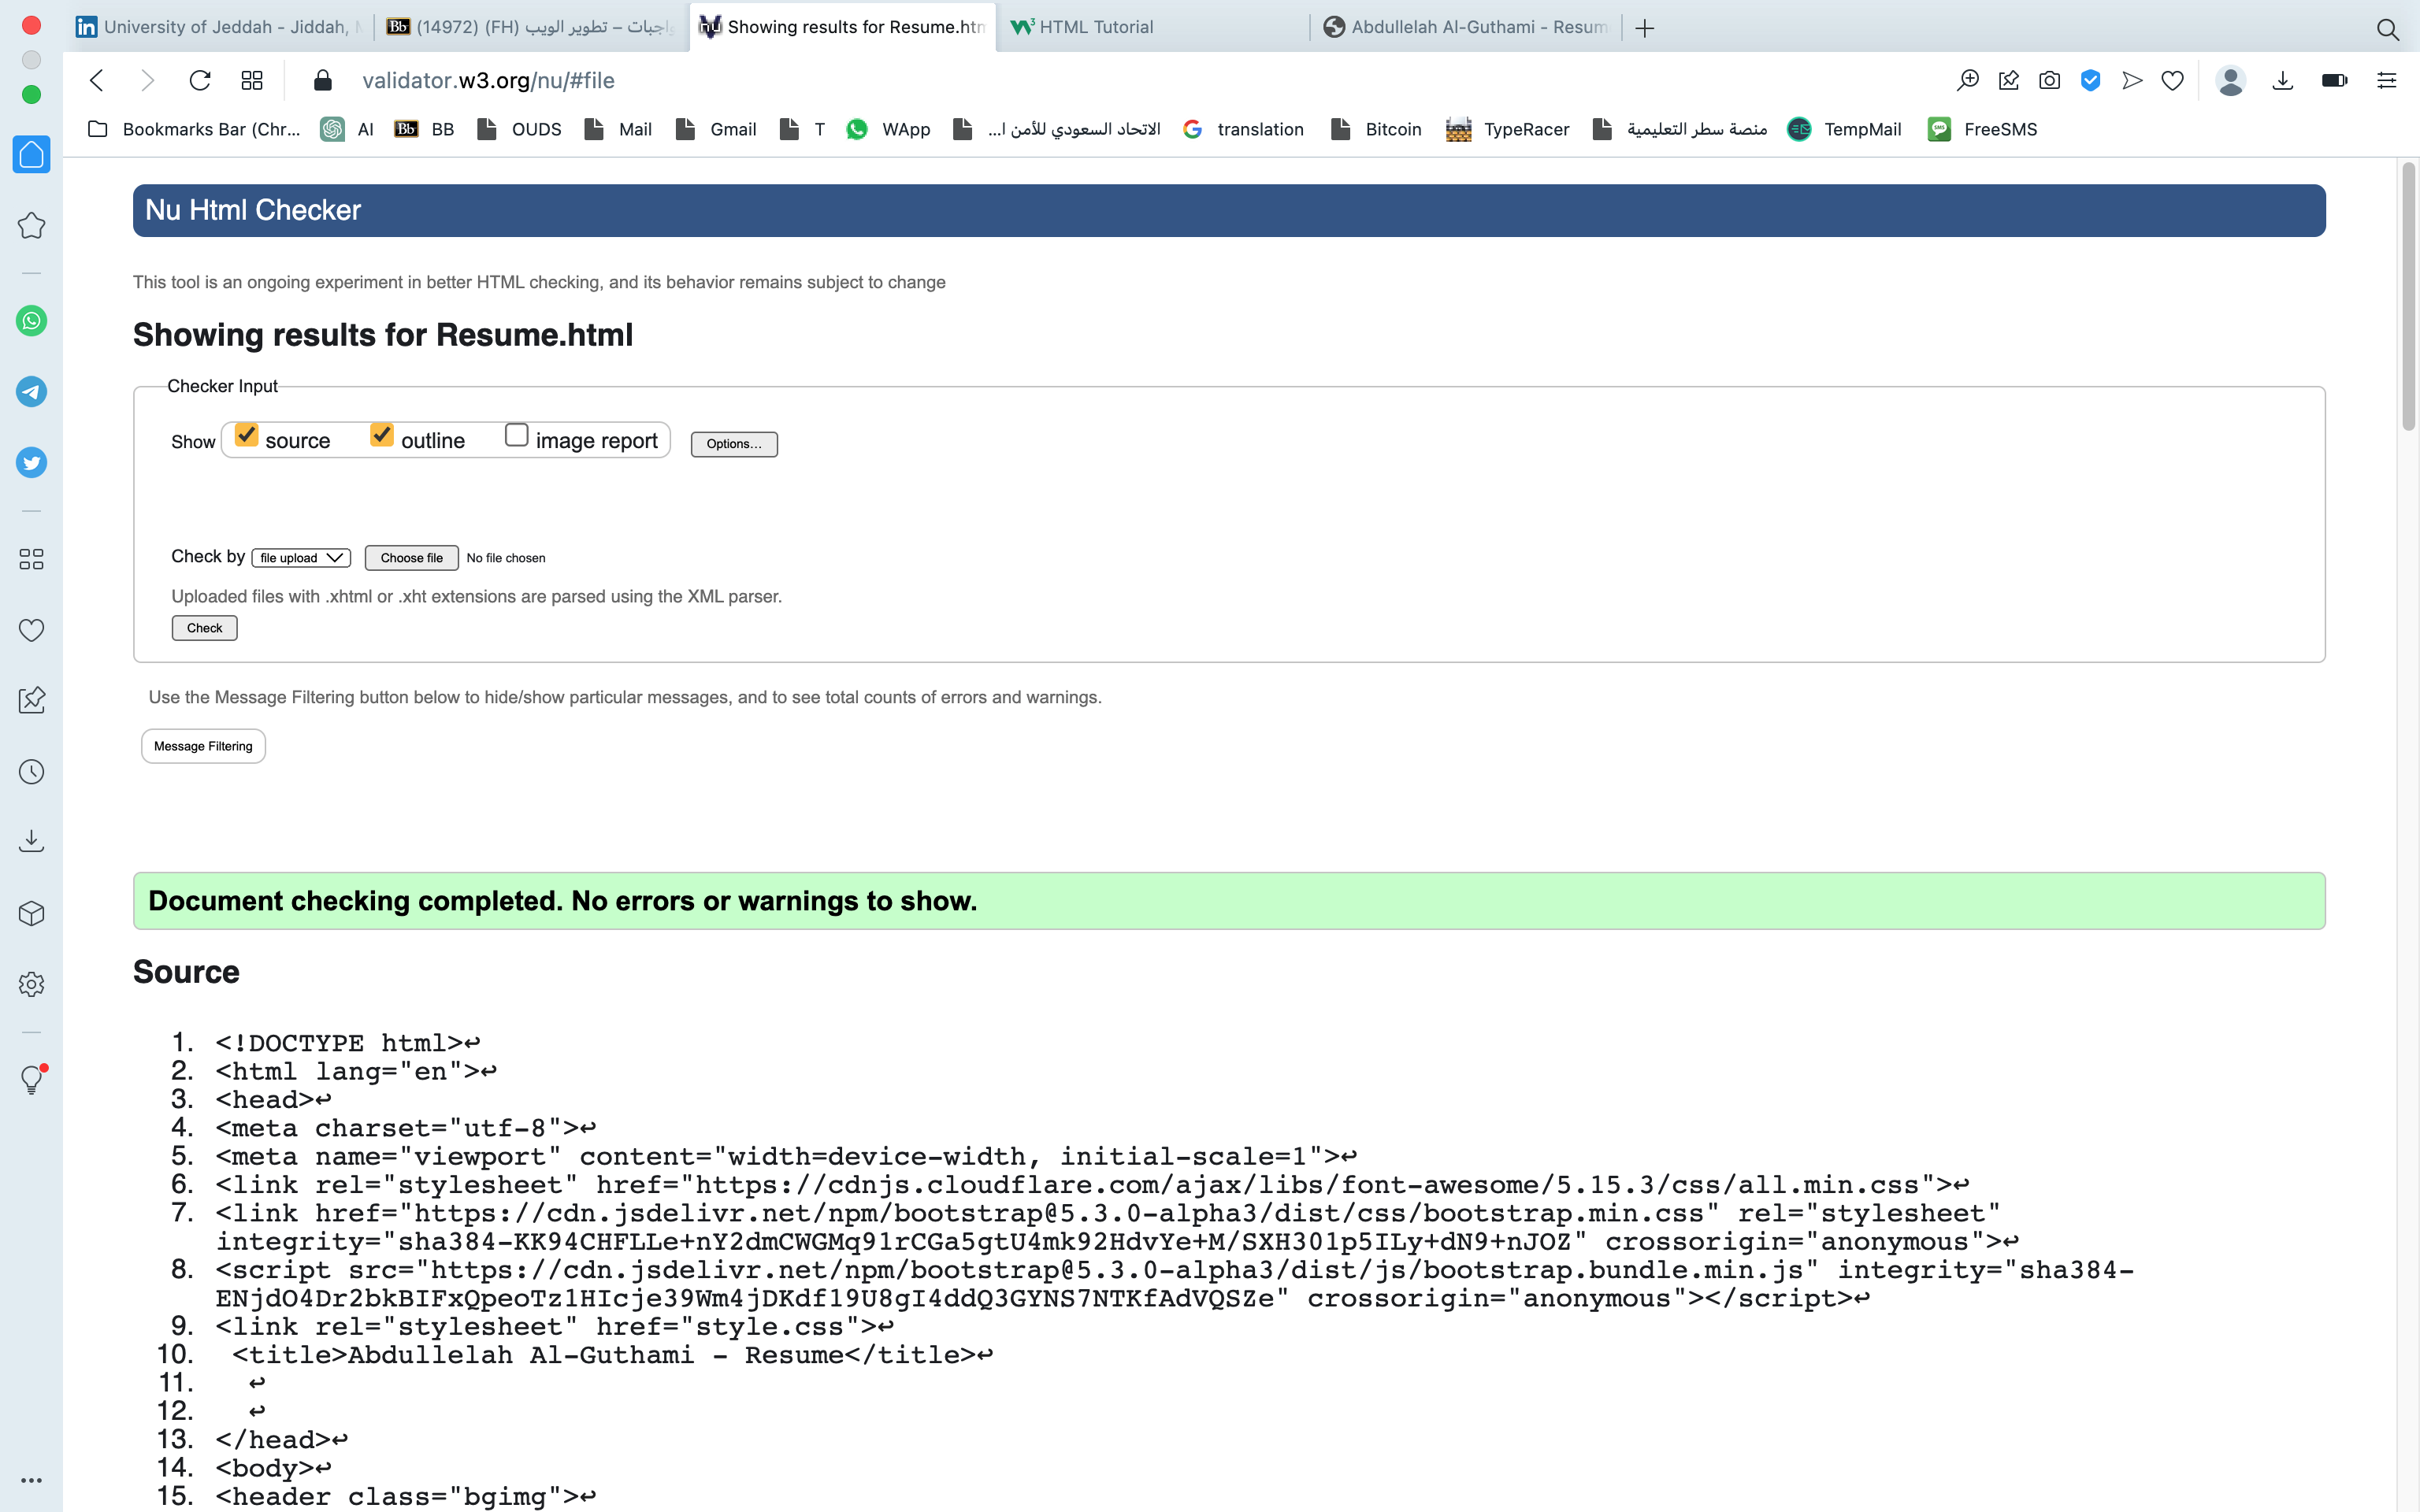 University of Jeddah - Jiddah,
(14972) (FH) واجبات – تطوير الويب
Showing results for Resume.htm
HTML Tutorial
Abdullelah Al-Guthami - Resum
validator.w3.org/nu/#file
Bookmarks Bar (Chr...
AI
Bb BB
OUDS
Mail
Gmail
T
WApp
الاتحاد السعودي للأمن ا...
translation
Bitcoin
TypeRacer
منصة سطر التعليمية
TempMail
FreeSMS
Nu Html Checker
This tool is an ongoing experiment in better HTML checking, and its behavior remains subject to change
Showing results for Resume.html
Checker Input
Show source outline image report Options...
Check by file upload Choose file No file chosen
Uploaded files with .xhtml or .xht extensions are parsed using the XML parser.
Check
Use the Message Filtering button below to hide/show particular messages, and to see total counts of errors and warnings.
Message Filtering
Document checking completed. No errors or warnings to show.
Source
1. <!DOCTYPE html>↩
2. <html lang="en">↩
3. <head>↩
4. <meta charset="utf-8">↩
5. <meta name="viewport" content="width=device-width, initial-scale=1">↩
6. <link rel="stylesheet" href="https://cdnjs.cloudflare.com/ajax/libs/font-awesome/5.15.3/css/all.min.css">↩
7. <link href="https://cdn.jsdelivr.net/npm/bootstrap@5.3.0-alpha3/dist/css/bootstrap.min.css" rel="stylesheet"
integrity="sha384-KK94CHFLLe+nY2dmCWGMq91rCGa5gtU4mk92HdvYe+M/SXH301p5ILy+dN9+nJOZ" crossorigin="anonymous">↩
8. <script src="https://cdn.jsdelivr.net/npm/bootstrap@5.3.0-alpha3/dist/js/bootstrap.bundle.min.js" integrity="sha384-
ENjdO4Dr2bkBIFxQpeoTz1HIcje39Wm4jDKdf19U8gI4ddQ3GYNS7NTKfAdVQSZe" crossorigin="anonymous"></script>↩
9. <link rel="stylesheet" href="style.css">↩
10. <title>Abdullelah Al-Guthami - Resume</title>↩
11. ↩
12. ↩
13. </head>↩
14. <body>↩
15. <header class="bgimg">↩